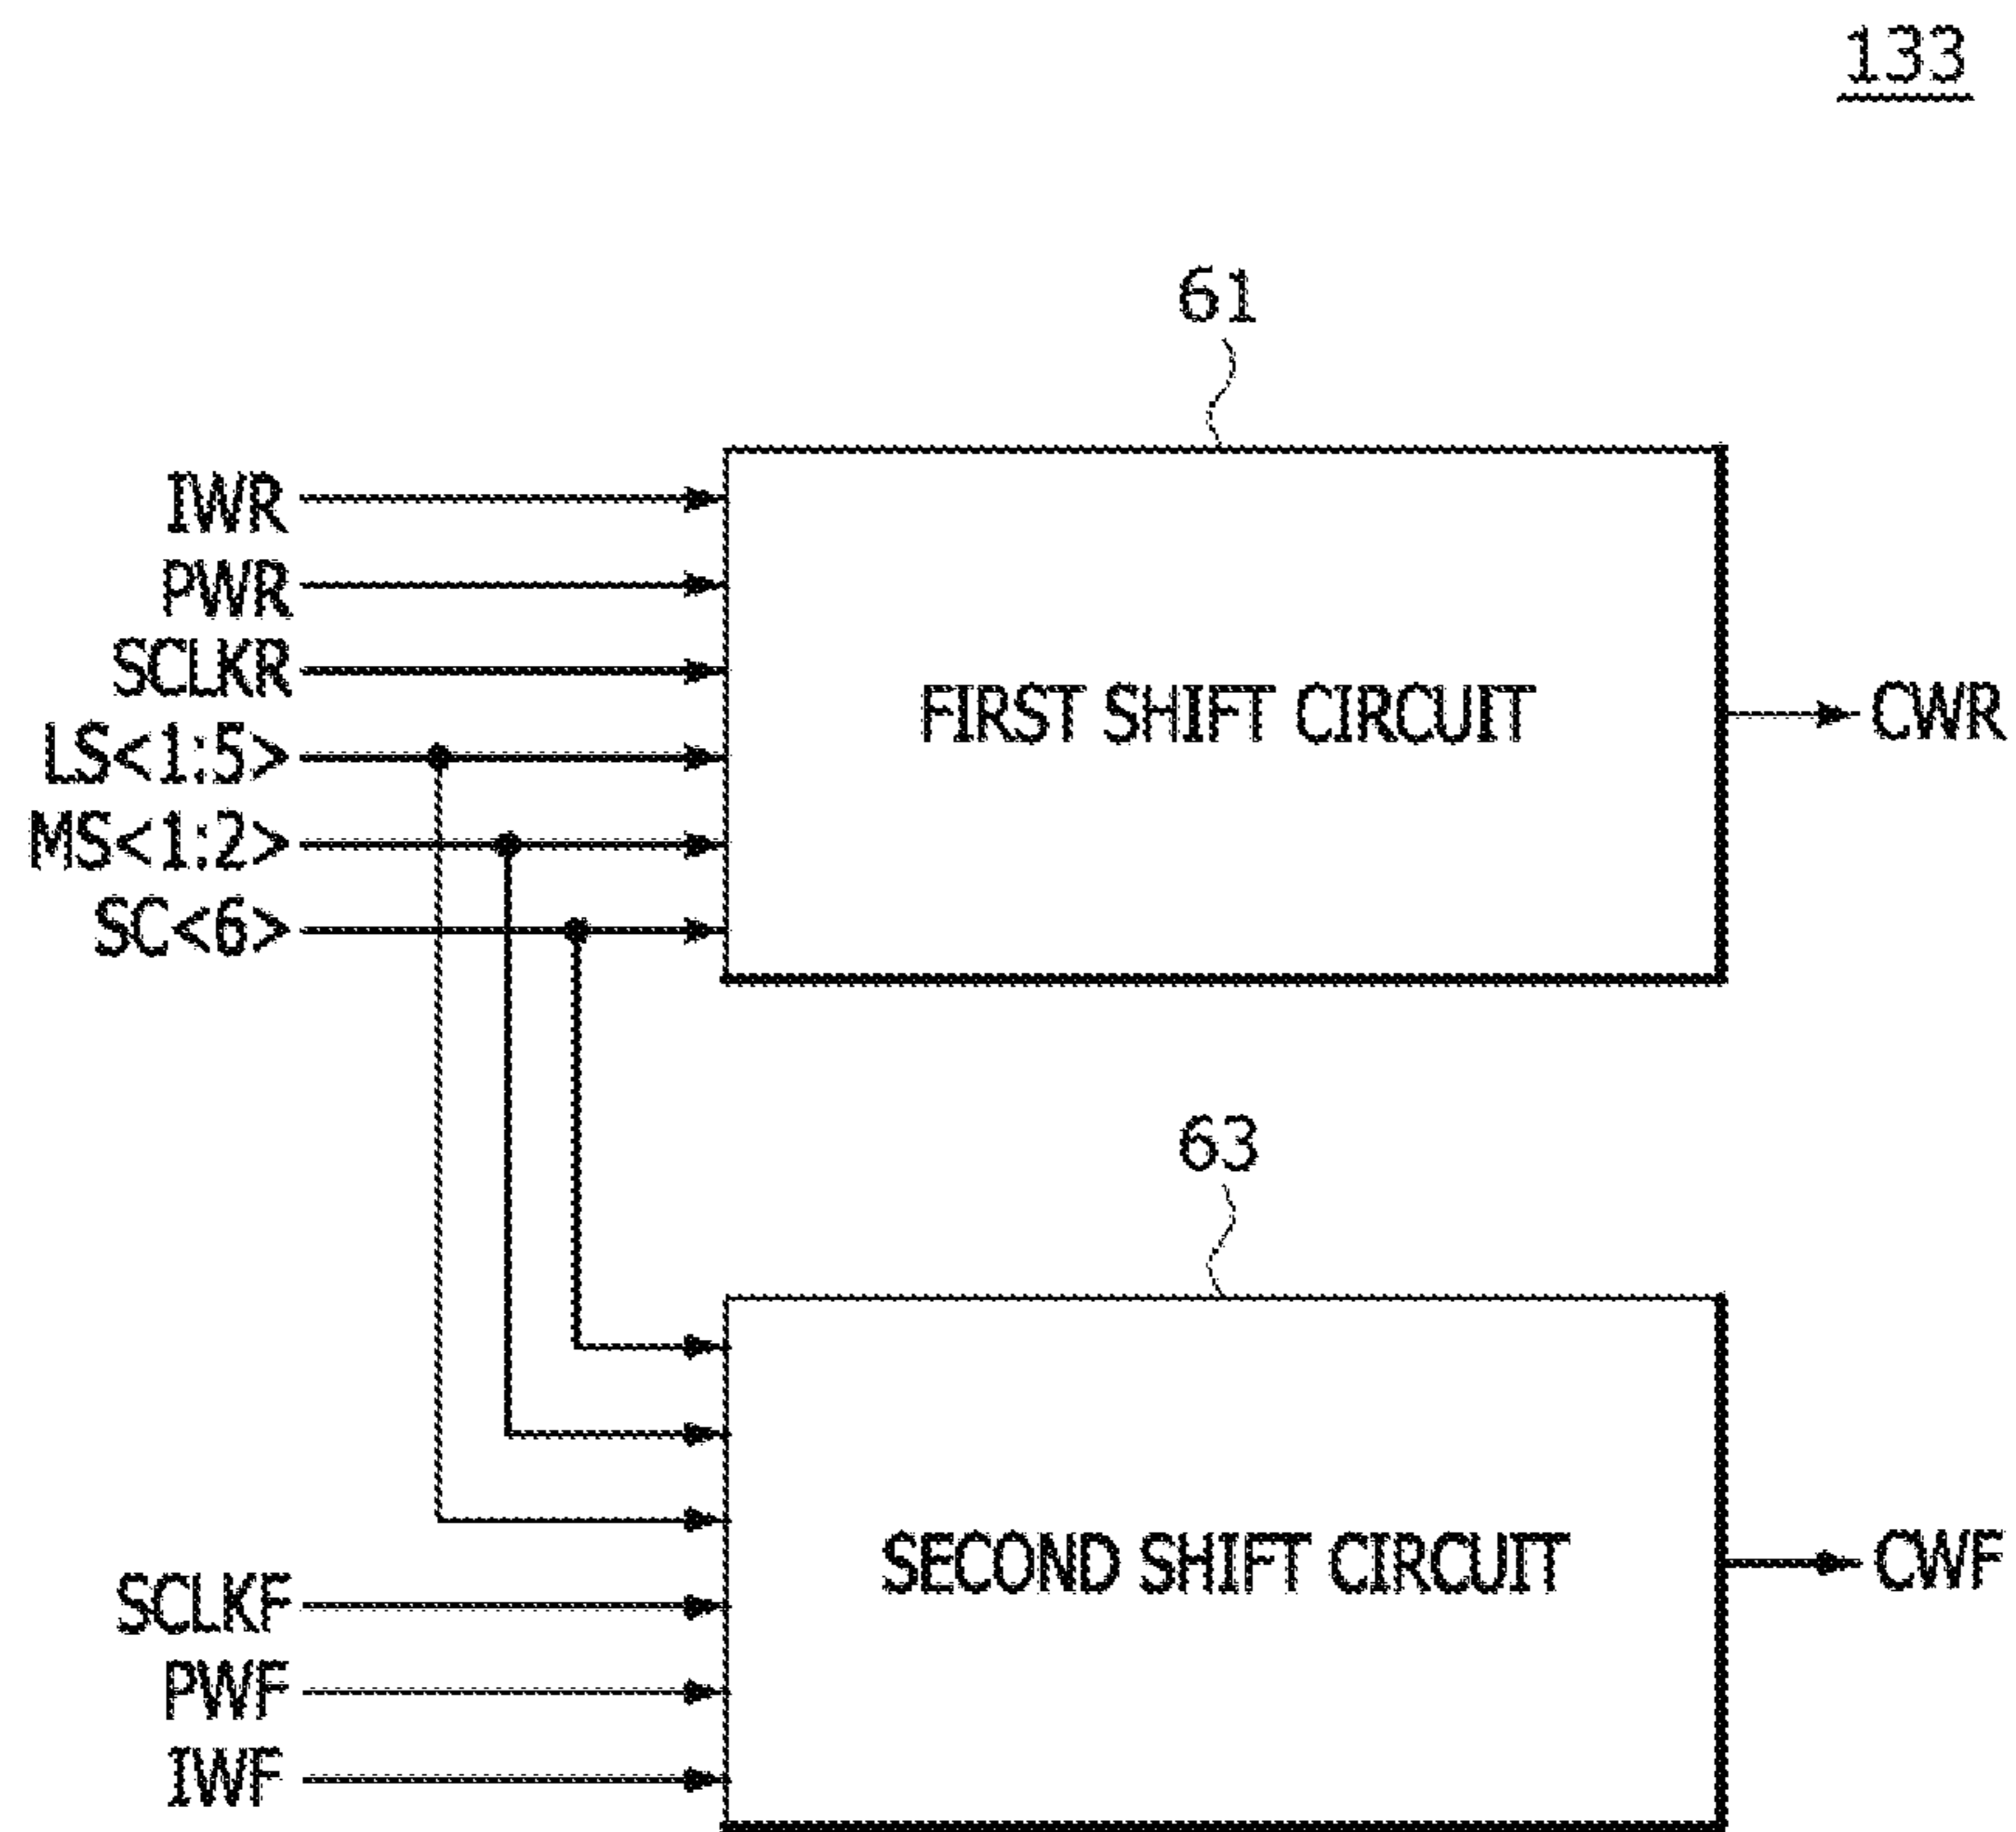 133
61
IWR
PWR
SCLKR
LS<1:5>
MS<1:2>
SC<6>
FIRST SHIFT CIRCUIT
CWR
63
SECOND SHIFT CIRCUIT
CWF
SCLKF
PWF
IWF